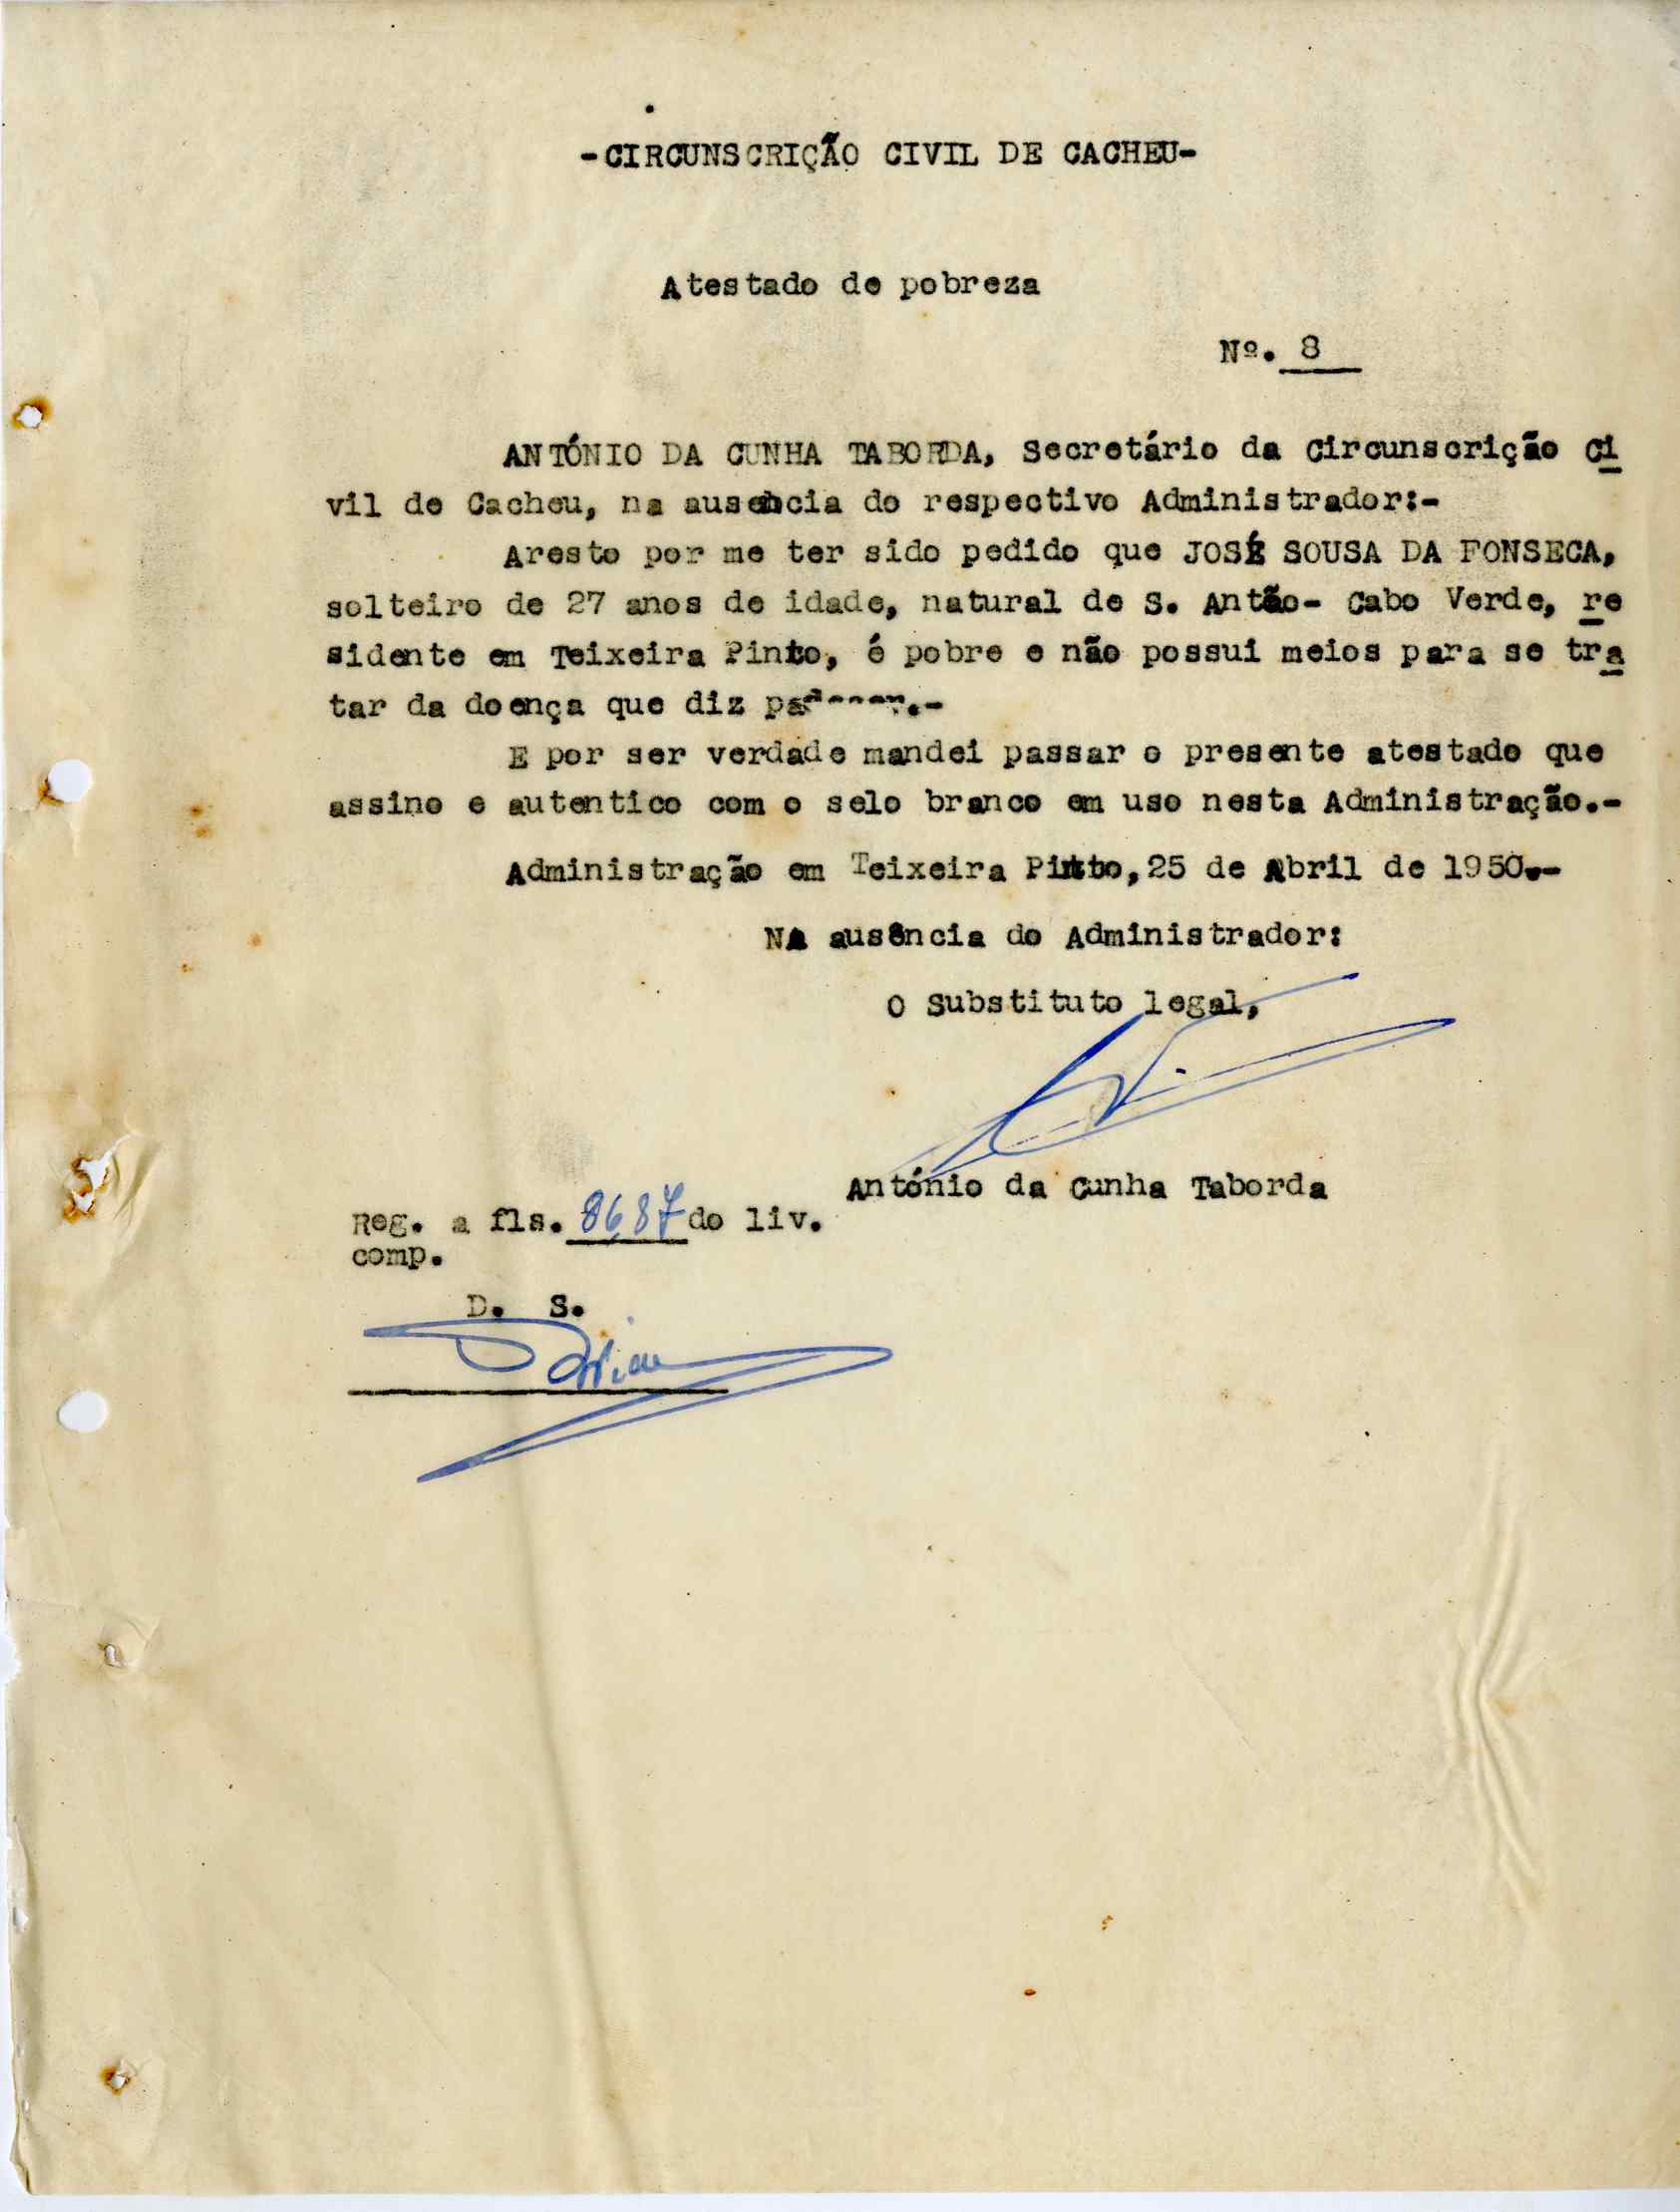 -CIRCUNSCRIÇÃO CIVIL DE CACHEU-
Atestado de pobreza
Nº. 8
ANTÓNIO DA CUNHA TABORDA, Secretário da Circunscrição Ci
vil de Cacheu, na ausencia do respectivo Administrador:-
Aresto por me ter sido pedido que JOSÉ SOUSA DA FONSECA,
solteiro de 27 anos de idade, natural de S. Antão- Cabo Verde, re
sidente em Teixeira Pinto, é pobre e não possui meios para se tra
tar da doença que diz
E por ser verdade mandei passar o presente atestado que
assino e autentico com o selo branco em uso nesta Administração.-
Administração em Teixeira Pinto, 25 de Abril de 1950.-
NA ausência do Administrador:
O Substituto legal,
António da Cunha Taborda
Reg. a fls. 86,87 do liv.
comp.
D. S.